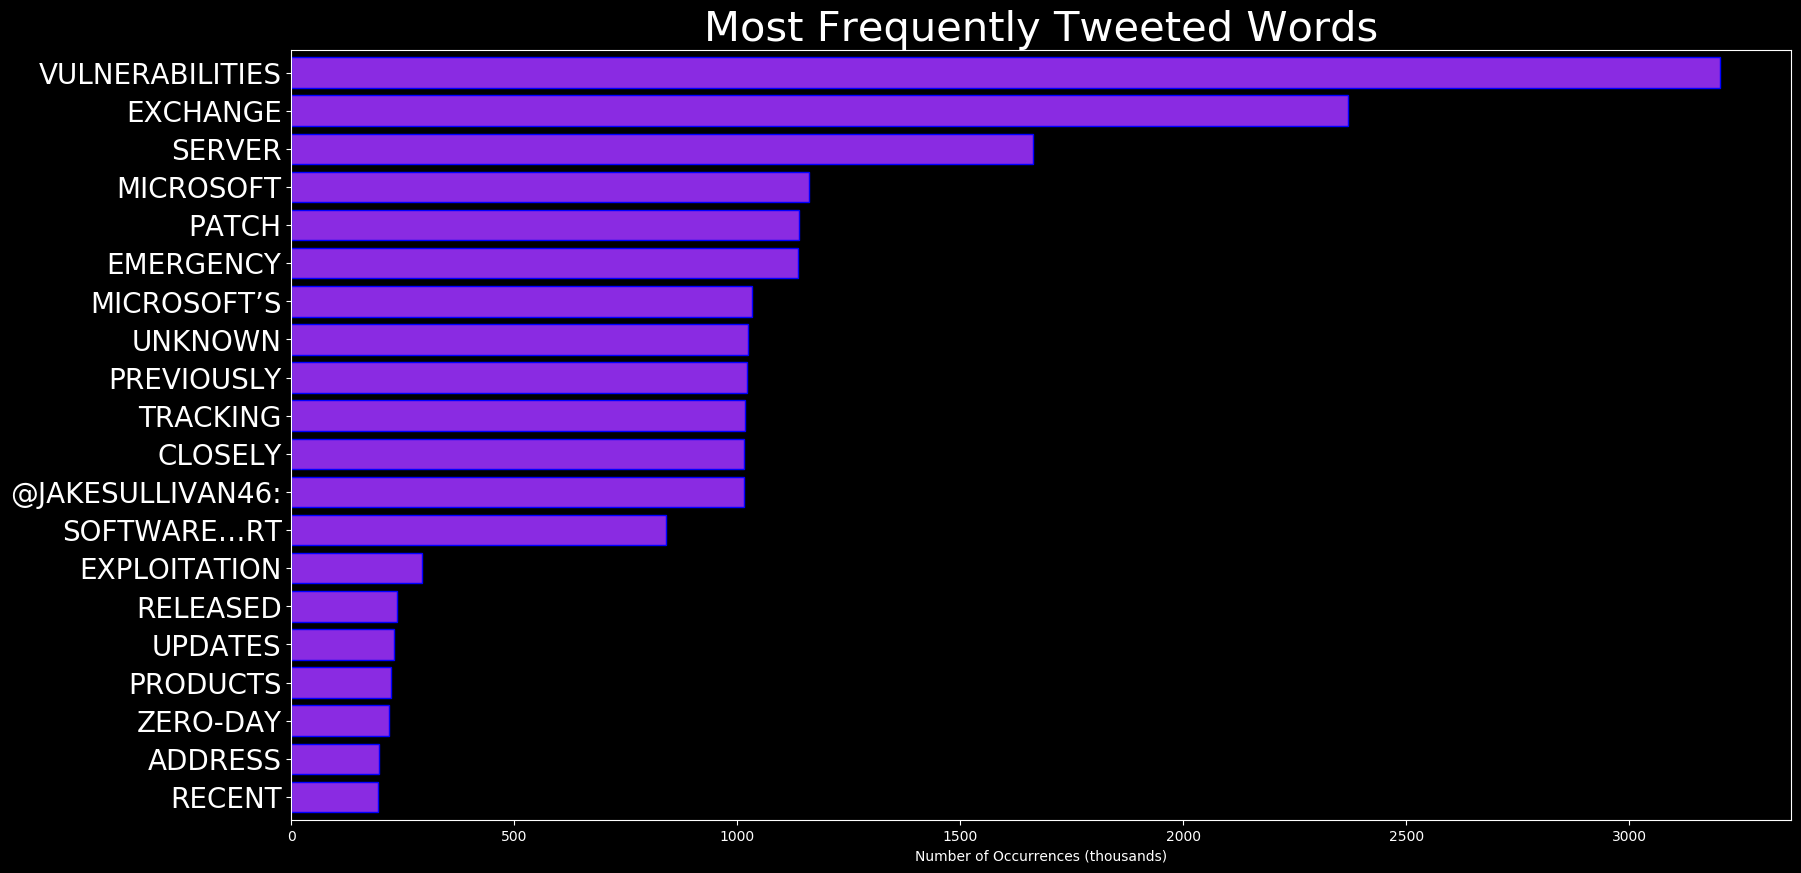 Most Frequently Tweeted Words
VULNERABILITIES
EXCHANGE
SERVER
MICROSOFT
PATCH
EMERGENCY
MICROSOFT’S
UNKNOWN
PREVIOUSLY
TRACKING
CLOSELY
@JAKESULLIVAN46:
SOFTWARE…RT
EXPLOITATION
RELEASED
UPDATES
PRODUCTS
ZERO-DAY
ADDRESS
RECENT
0 500 1000 1500 2000 2500 3000
Number of Occurrences (thousands)